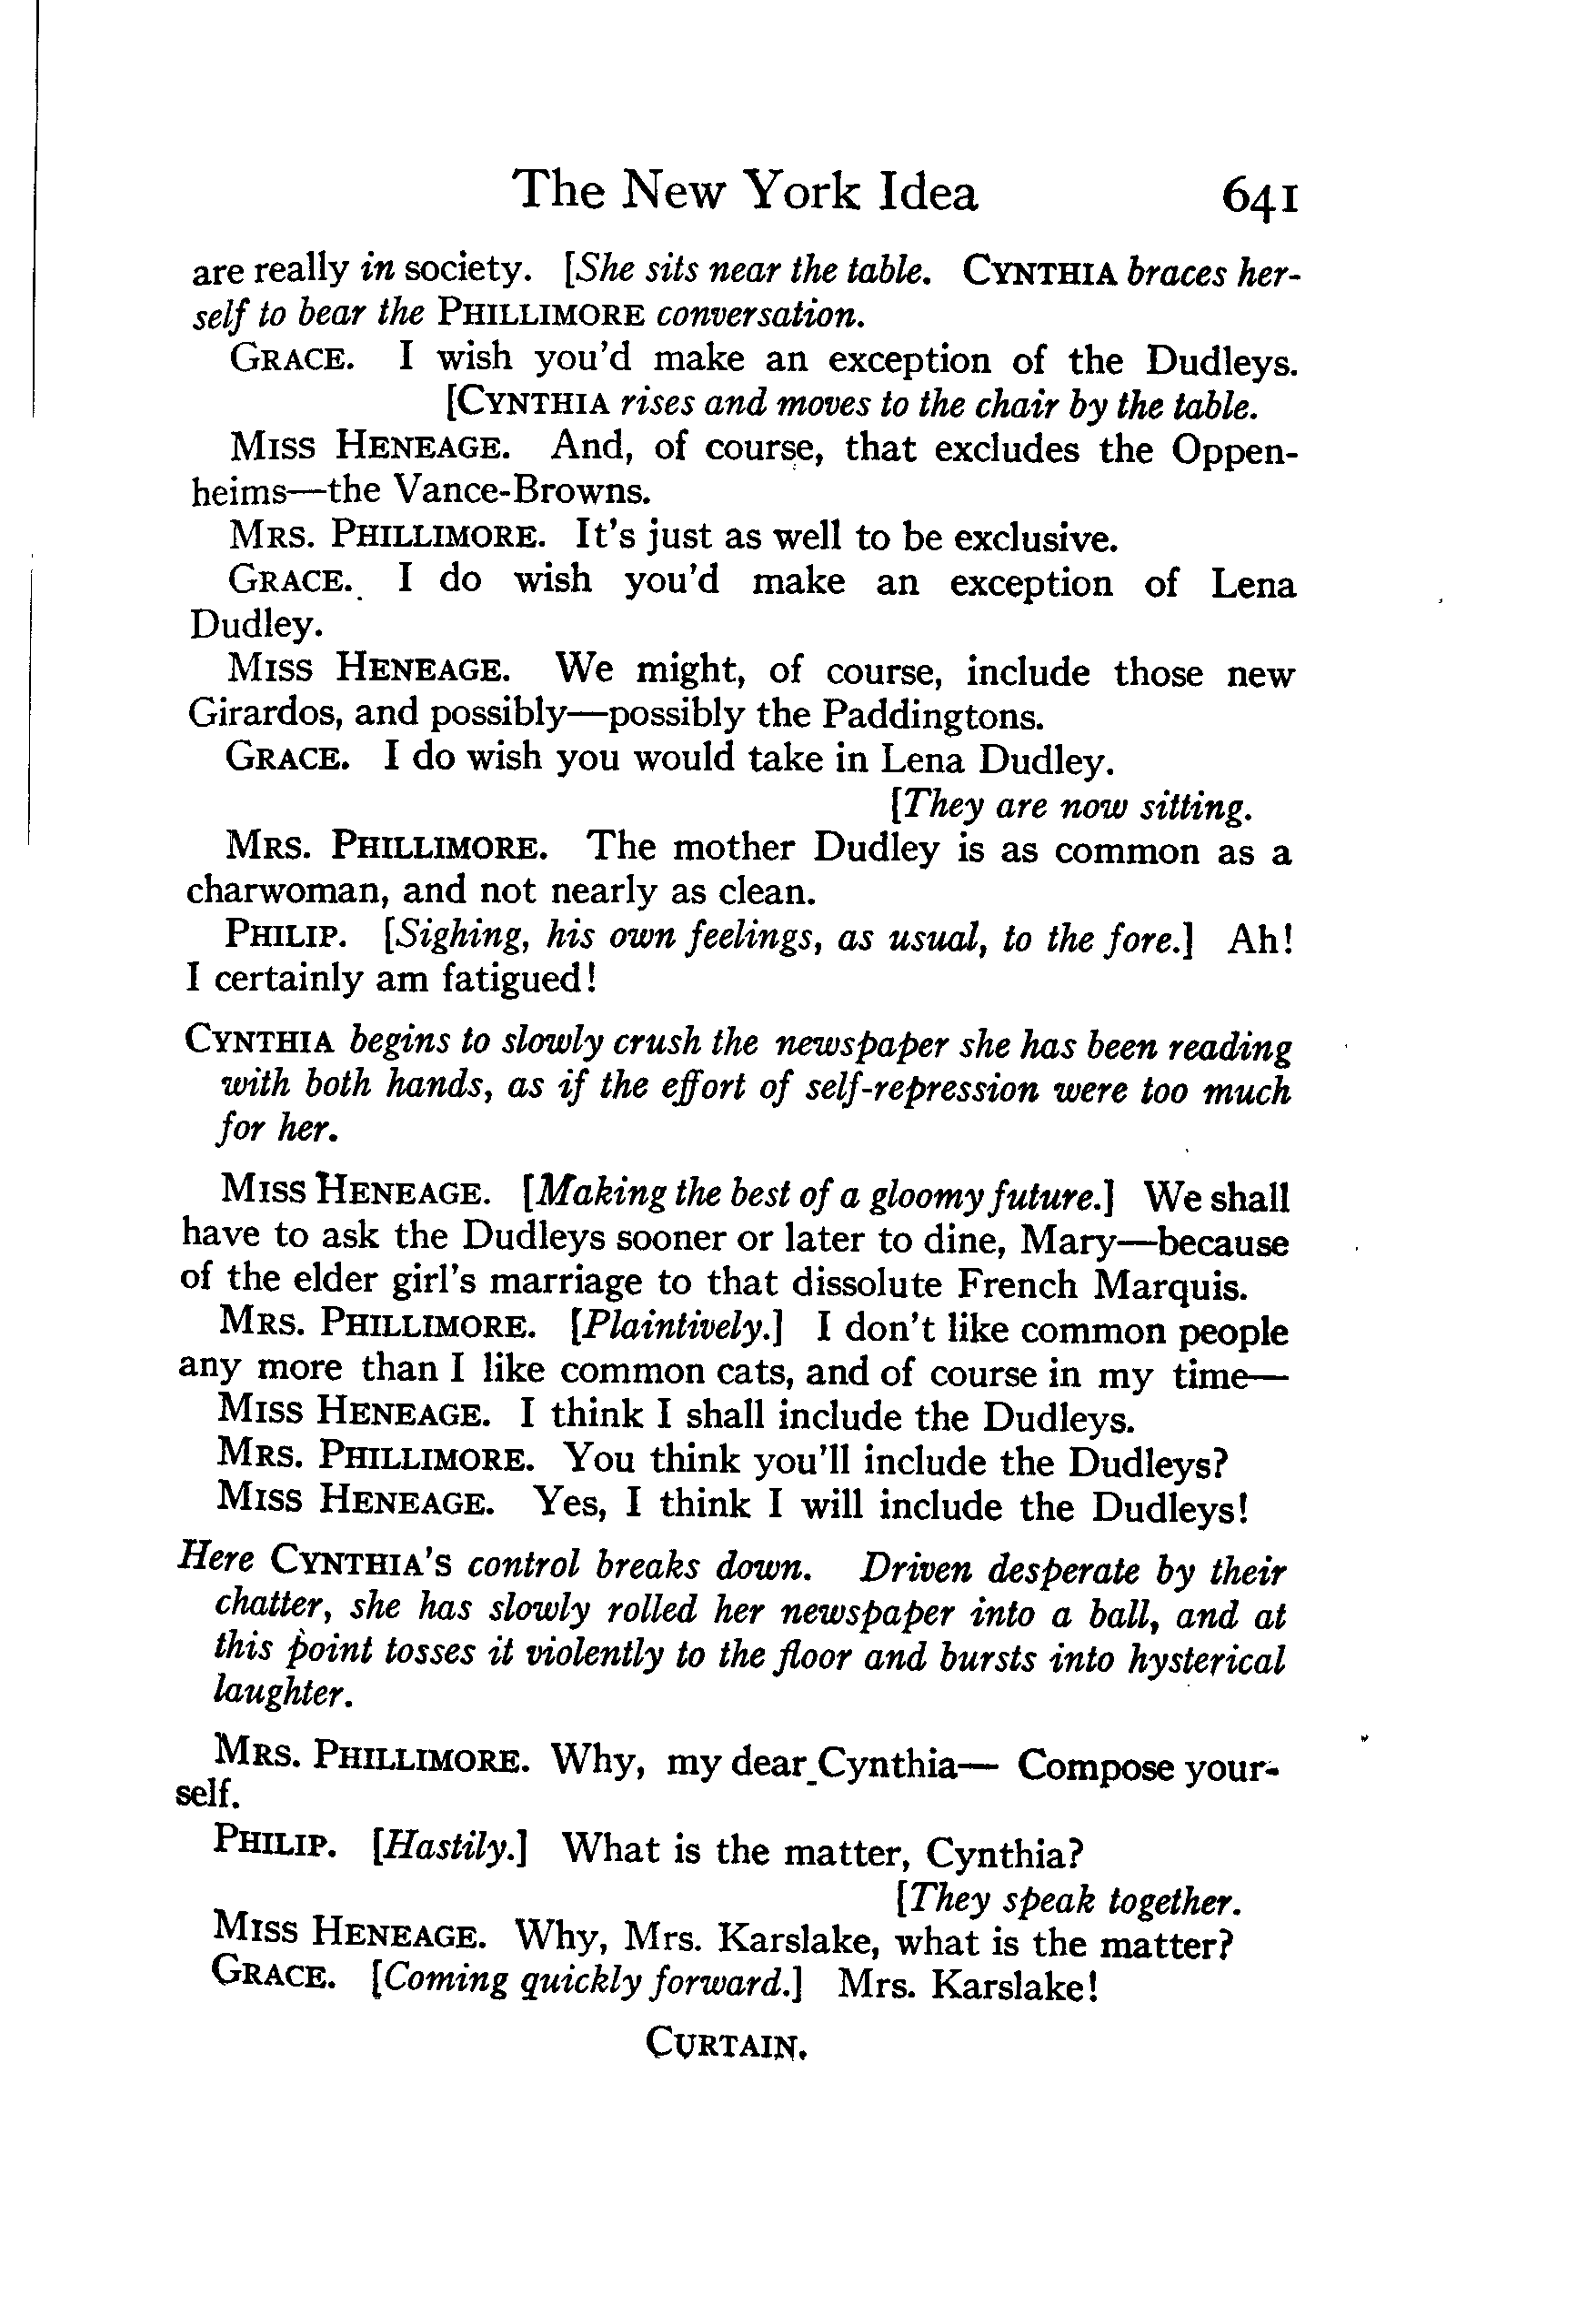 The New York Idea 641
are really in society. [She sits near the table. CYNTHIA braces her-
self to bear the PHILLIMORE conversation.
GRACE. I wish you'd make an exception of the Dudleys.
[CYNTHIA rises and moves to the chair by the table.
MISS HENEAGE. And, of course, that excludes the Oppen-
heims—the Vance-Browns.
MRS. PHILLIMORE. It's just as well to be exclusive.
GRACE. I do wish you'd make an exception of Lena
Dudley.
MISS HENEAGE. We might, of course, include those new
Girardos, and possibly—possibly the Paddingtons.
GRACE. I do wish you would take in Lena Dudley.
[They are now sitting.
MRS. PHILLIMORE. The mother Dudley is as common as a
charwoman, and not nearly as clean.
PHILIP. [Sighing, his own feelings, as usual, to the fore.] Ah!
I certainly am fatigued!
CYNTHIA begins to slowly crush the newspaper she has been reading
with both hands, as if the effort of self-repression were too much
for her.
MISS HENEAGE. [Making the best of a gloomy future.] We shall
have to ask the Dudleys sooner or later to dine, Mary—because
of the elder girl's marriage to that dissolute French Marquis.
MRS. PHILLIMORE. [Plaintively.] I don't like common people
any more than I like common cats, and of course in my time—
MISS HENEAGE. I think I shall include the Dudleys.
MRS. PHILLIMORE. You think you'll include the Dudleys?
MISS HENEAGE. Yes, I think I will include the Dudleys!
Here CYNTHIA'S control breaks down. Driven desperate by their
chatter, she has slowly rolled her newspaper into a ball, and at
this point tosses it violently to the floor and bursts into hysterical
laughter.
MRS. PHILLIMORE. Why, my dear Cynthia— Compose your-
self.
PHILIP. [Hastily.] What is the matter, Cynthia?
[They speak together.
MISS HENEAGE. Why, Mrs. Karslake, what is the matter?
GRACE. [Coming quickly forward.] Mrs. Karslake!
CURTAIN.